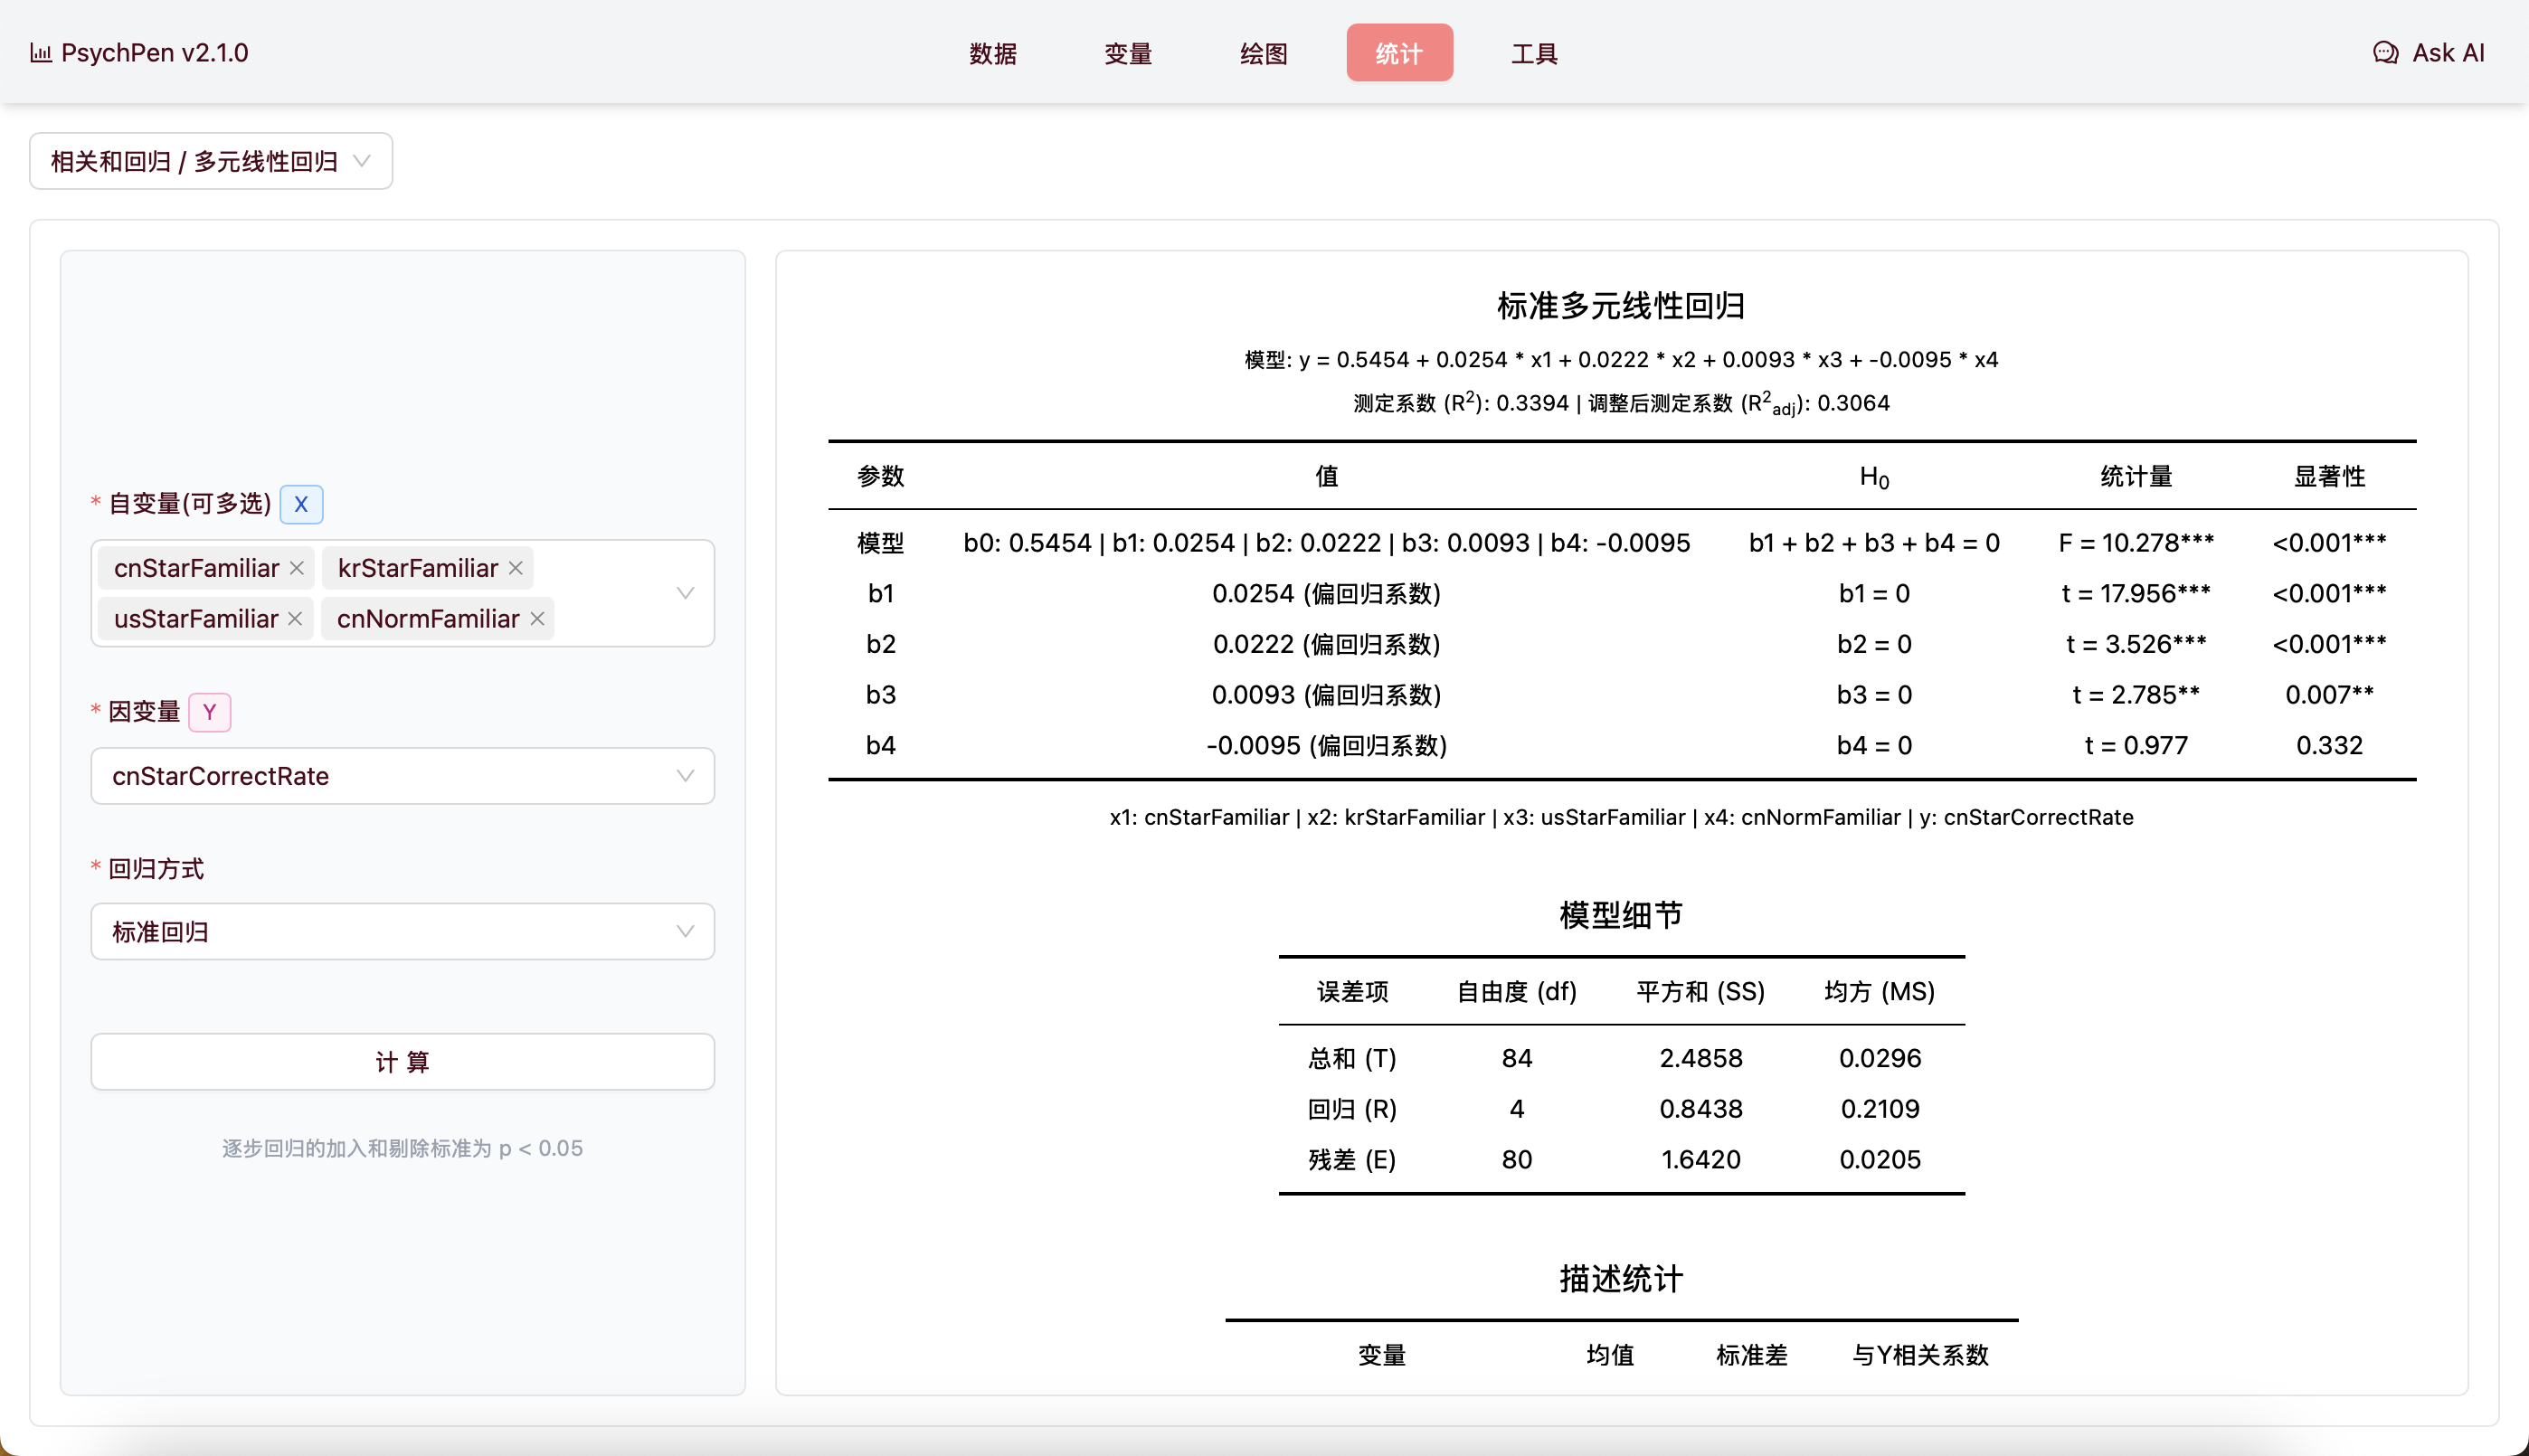 PsychPen v2.1.0 数据 变量 绘图 统计 工具 Ask AI
相关和回归 / 多元线性回归
* 自变量(可多选) X
cnStarFamiliar × krStarFamiliar ×
usStarFamiliar × cnNormFamiliar ×
* 因变量 Y
cnStarCorrectRate
* 回归方式
标准回归
计 算
逐步回归的加入和剔除标准为 p < 0.05
标准多元线性回归
模型: y = 0.5454 + 0.0254 * x1 + 0.0222 * x2 + 0.0093 * x3 + -0.0095 * x4
测定系数 (R²): 0.3394 | 调整后测定系数 (R²adj): 0.3064
参数 值 H₀ 统计量 显著性
模型 b0: 0.5454 | b1: 0.0254 | b2: 0.0222 | b3: 0.0093 | b4: -0.0095 b1 + b2 + b3 + b4 = 0 F = 10.278*** <0.001***
b1 0.0254 (偏回归系数) b1 = 0 t = 17.956*** <0.001***
b2 0.0222 (偏回归系数) b2 = 0 t = 3.526*** <0.001***
b3 0.0093 (偏回归系数) b3 = 0 t = 2.785** 0.007**
b4 -0.0095 (偏回归系数) b4 = 0 t = 0.977 0.332
x1: cnStarFamiliar | x2: krStarFamiliar | x3: usStarFamiliar | x4: cnNormFamiliar | y: cnStarCorrectRate
模型细节
误差项 自由度 (df) 平方和 (SS) 均方 (MS)
总和 (T) 84 2.4858 0.0296
回归 (R) 4 0.8438 0.2109
残差 (E) 80 1.6420 0.0205
描述统计
变量 均值 标准差 与Y相关系数